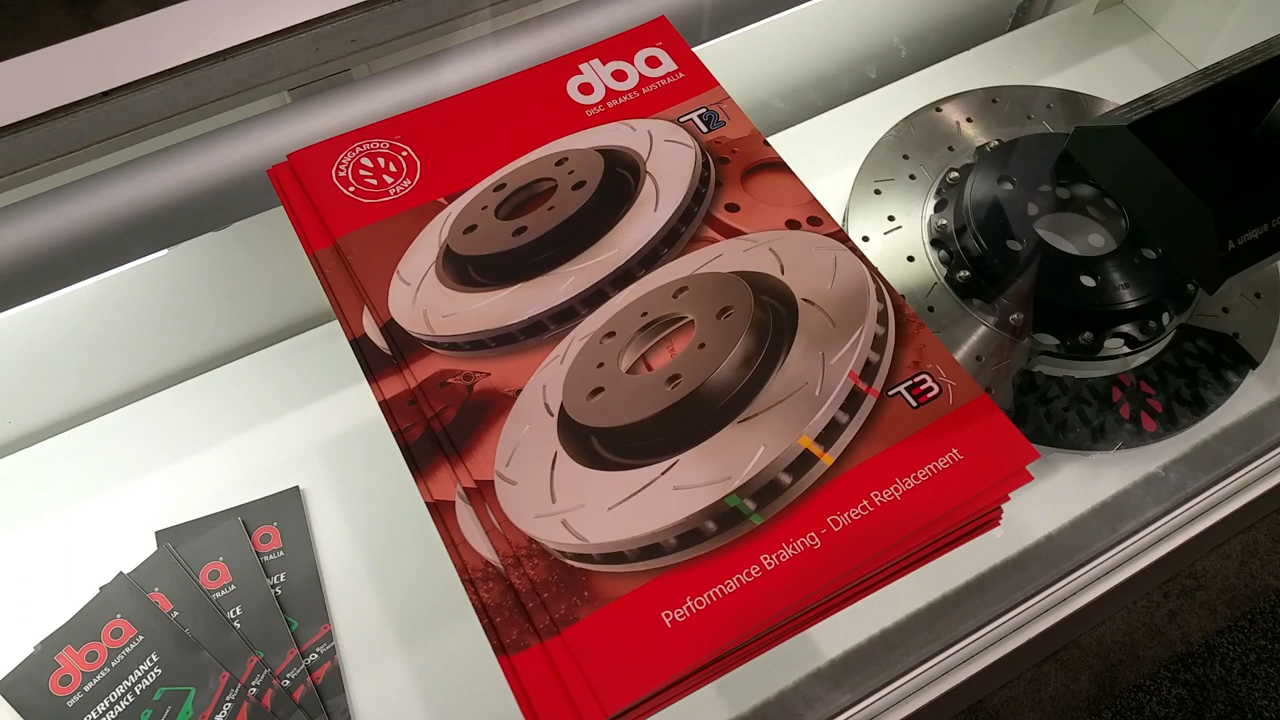 dba
DISC BRAKES AUSTRALIA
T2
KANGAROO
PAW
T3
Performance Braking - Direct Replacement
A unique
dba
DISC BRAKES AUSTRALIA
PERFORMANCE
BRAKE PADS
dba